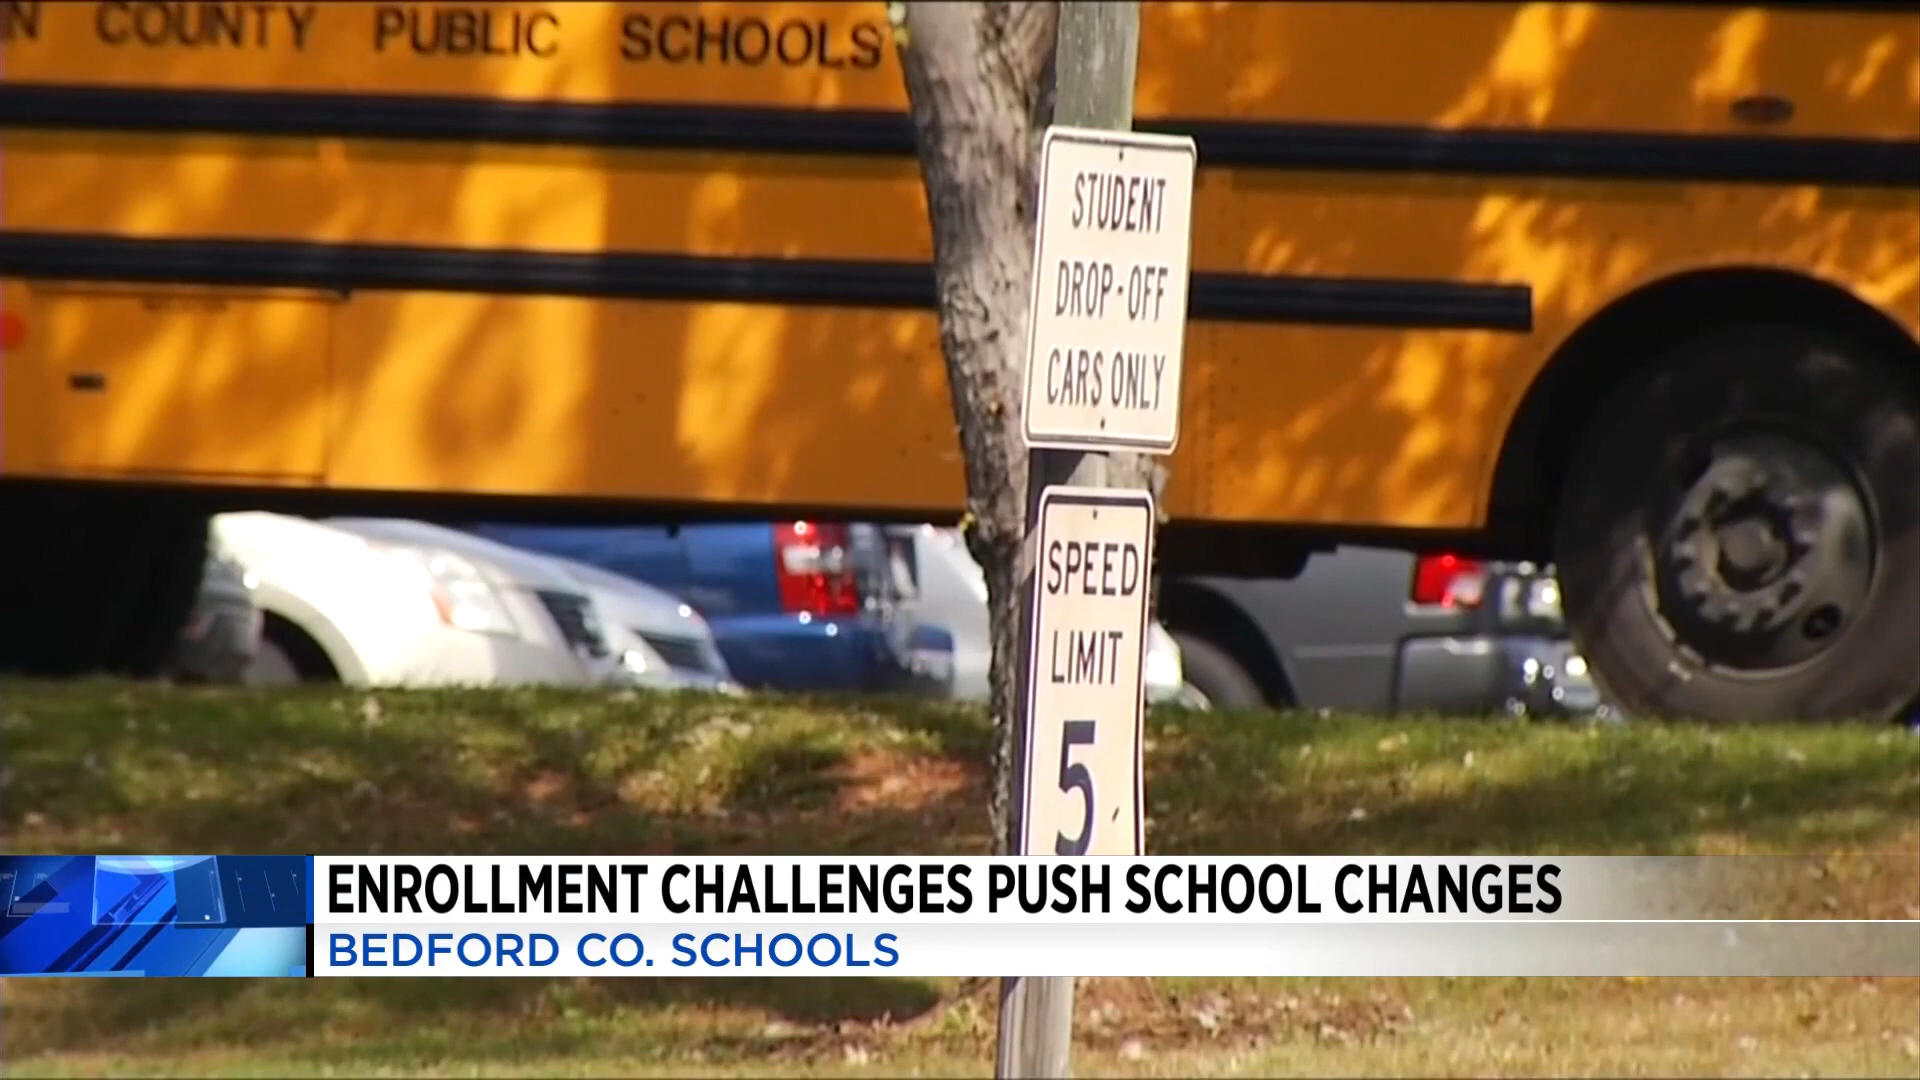 N COUNTY PUBLIC SCHOOLS
STUDENT
DROP-OFF
CARS ONLY
SPEED
LIMIT
5
ENROLLMENT CHALLENGES PUSH SCHOOL CHANGES
BEDFORD CO. SCHOOLS